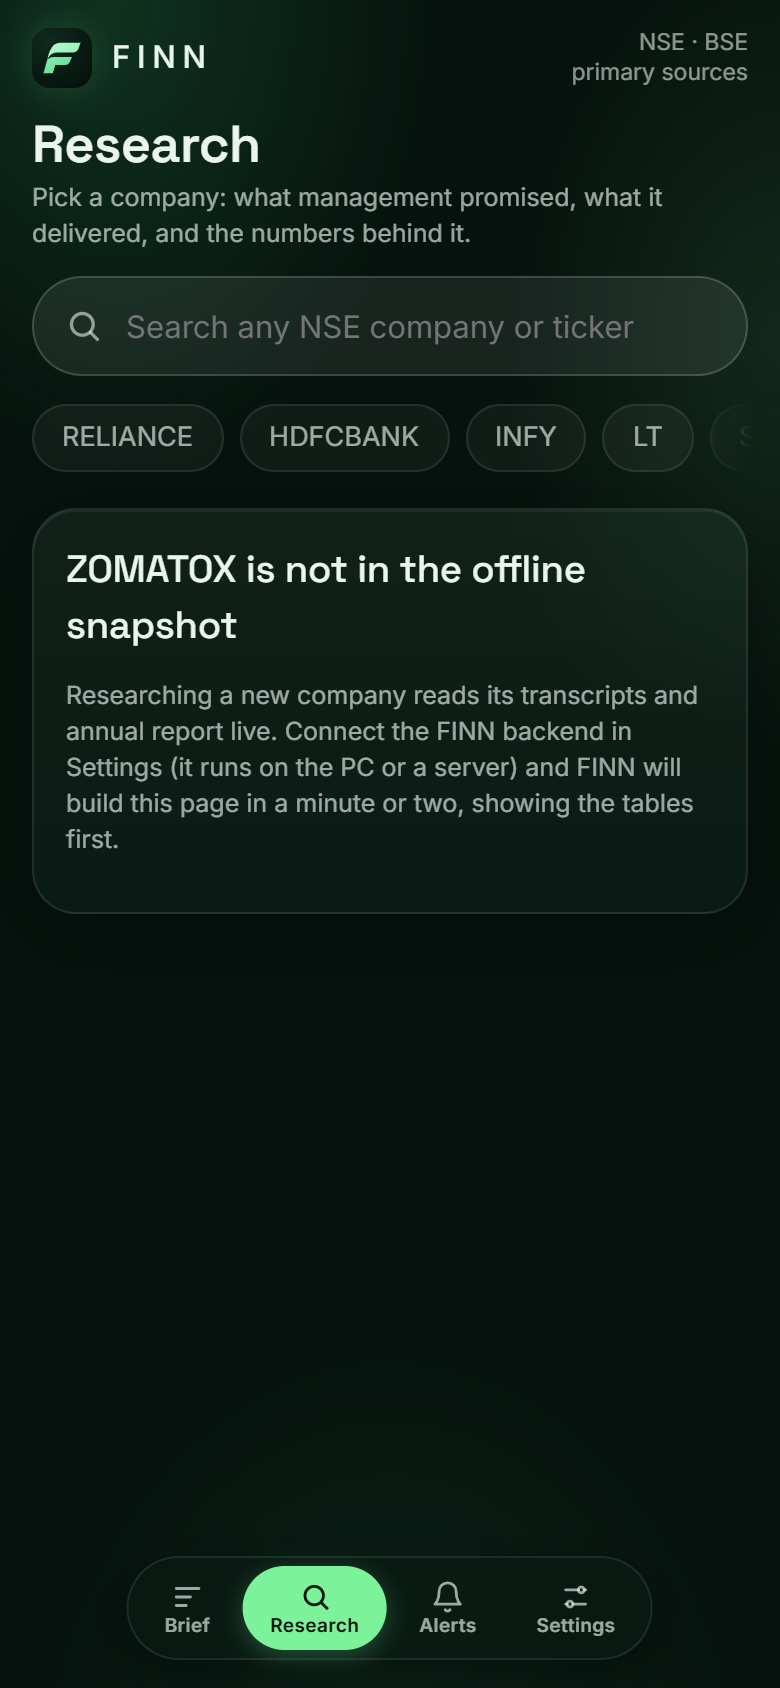 FINN
NSE · BSE
primary sources
Research
Pick a company: what management promised, what it
delivered, and the numbers behind it.
Search any NSE company or ticker
RELIANCE
HDFCBANK
INFY
LT
ZOMATOX is not in the offline
snapshot
Researching a new company reads its transcripts and
annual report live. Connect the FINN backend in
Settings (it runs on the PC or a server) and FINN will
build this page in a minute or two, showing the tables
first.
Brief
Research
Alerts
Settings